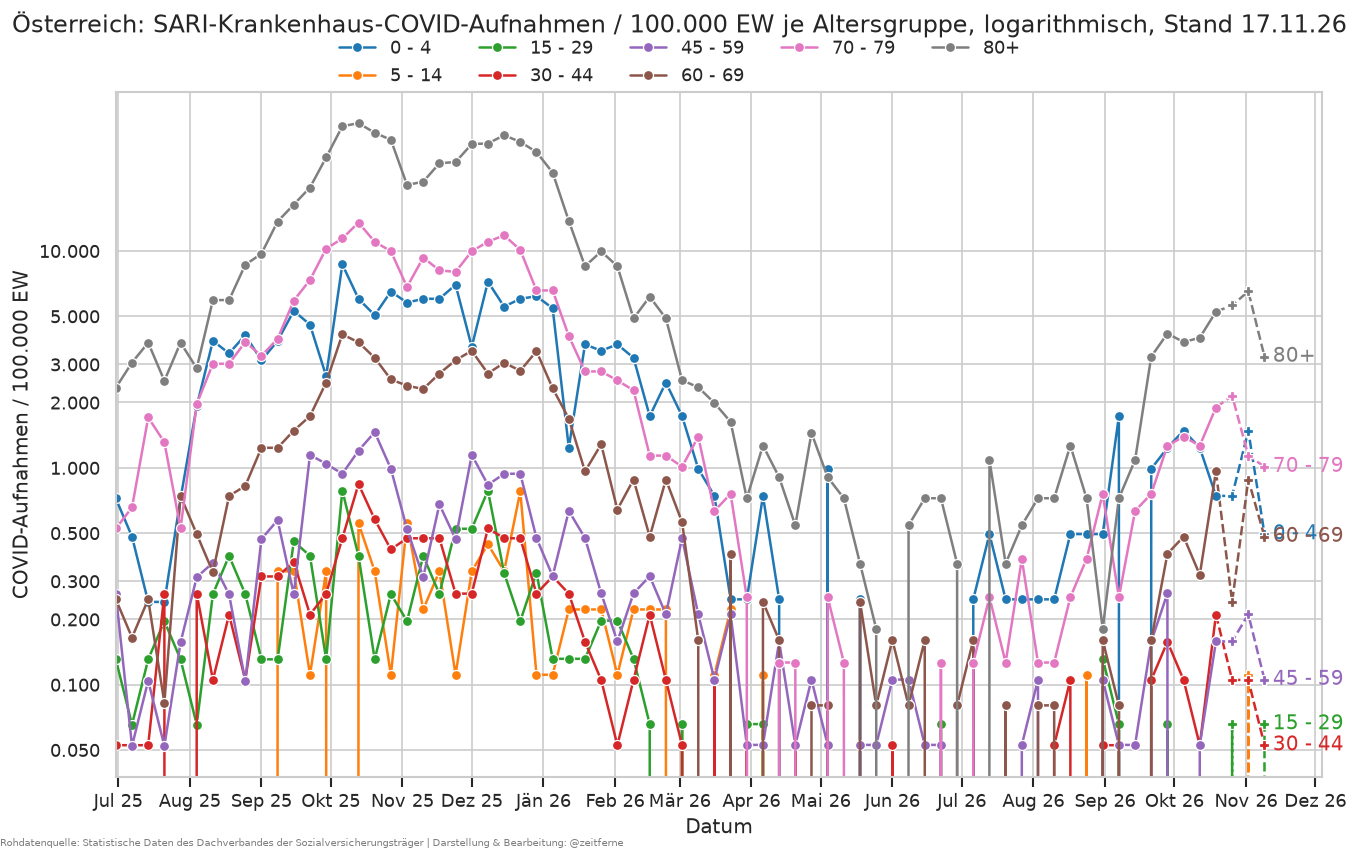 Österreich: SARI-Krankenhaus-COVID-Aufnahmen / 100.000 EW je Altersgruppe, logarithmisch, Stand 17.11.26
0 - 4 15 - 29 45 - 59 70 - 79 80+
5 - 14 30 - 44 60 - 69
COVID-Aufnahmen / 100.000 EW
10.000
5.000
3.000
2.000
1.000
0.500
0.300
0.200
0.100
0.050
80+
70 - 79
0 - 4
60 - 69
45 - 59
15 - 29
30 - 44
Jul 25 Aug 25 Sep 25 Okt 25 Nov 25 Dez 25 Jän 26 Feb 26 Mär 26 Apr 26 Mai 26 Jun 26 Jul 26 Aug 26 Sep 26 Okt 26 Nov 26 Dez 26
Datum
Rohdatenquelle: Statistische Daten des Dachverbandes der Sozialversicherungsträger | Darstellung & Bearbeitung: @zeitferne